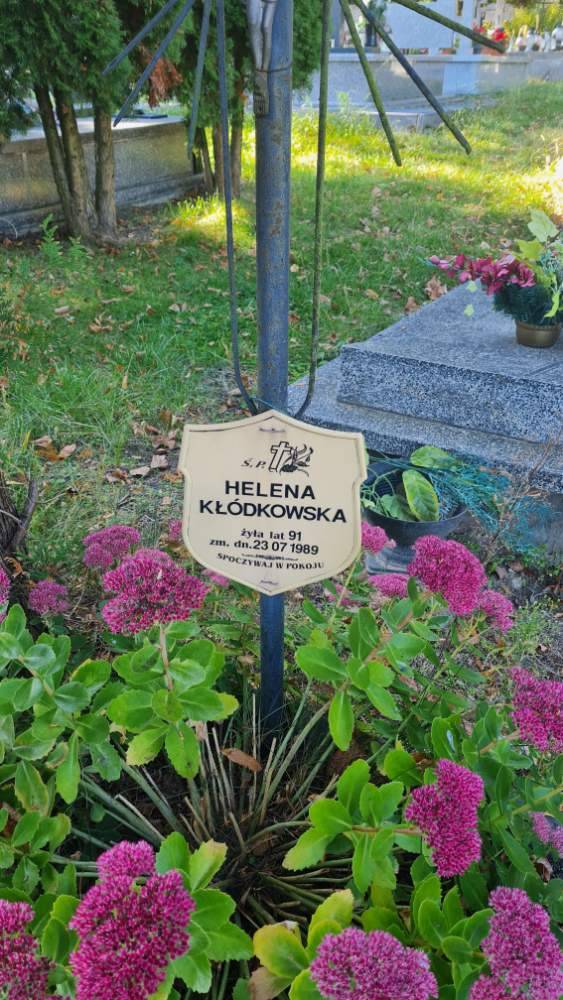 Ś.P.
HELENA
KŁÓDKOWSKA
żyła lat 91
zm. dn. 23 07 1989
SPOCZYWAJ W POKOJU